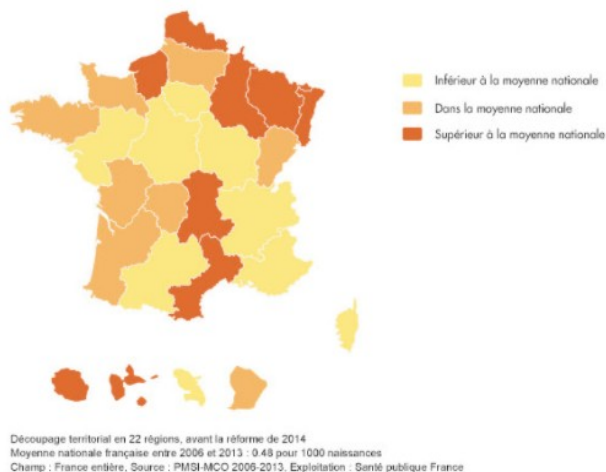 Inférieur à la moyenne nationale
Dans la moyenne nationale
Supérieur à la moyenne nationale
Découpage territorial en 22 régions, avant la réforme de 2014
Moyenne nationale française entre 2006 et 2013 : 0.48 pour 1000 naissances
Champ : France entière, Source : PMSI-MCO 2006-2013, Exploitation : Santé publique France